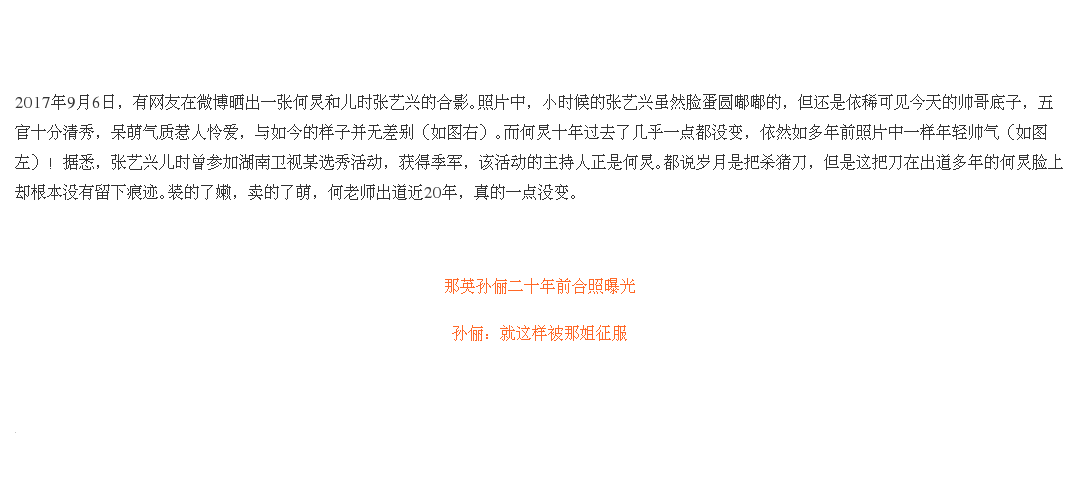 2017年9月6日，有网友在微博晒出一张何炅和儿时张艺兴的合影。照片中，小时候的张艺兴虽然脸蛋圆嘟嘟的，但还是依稀可见今天的帅哥底子，五
官十分清秀，呆萌气质惹人怜爱，与如今的样子并无差别（如图右）。而何炅十年过去了几乎一点都没变，依然如多年前照片中一样年轻帅气（如图
左）！据悉，张艺兴儿时曾参加湖南卫视某选秀活动，获得季军，该活动的主持人正是何炅。都说岁月是把杀猪刀，但是这把刀在出道多年的何炅脸上
却根本没有留下痕迹。装的了嫩，卖的了萌，何老师出道近20年，真的一点没变。
那英孙俪二十年前合照曝光
孙俪：就这样被那姐征服